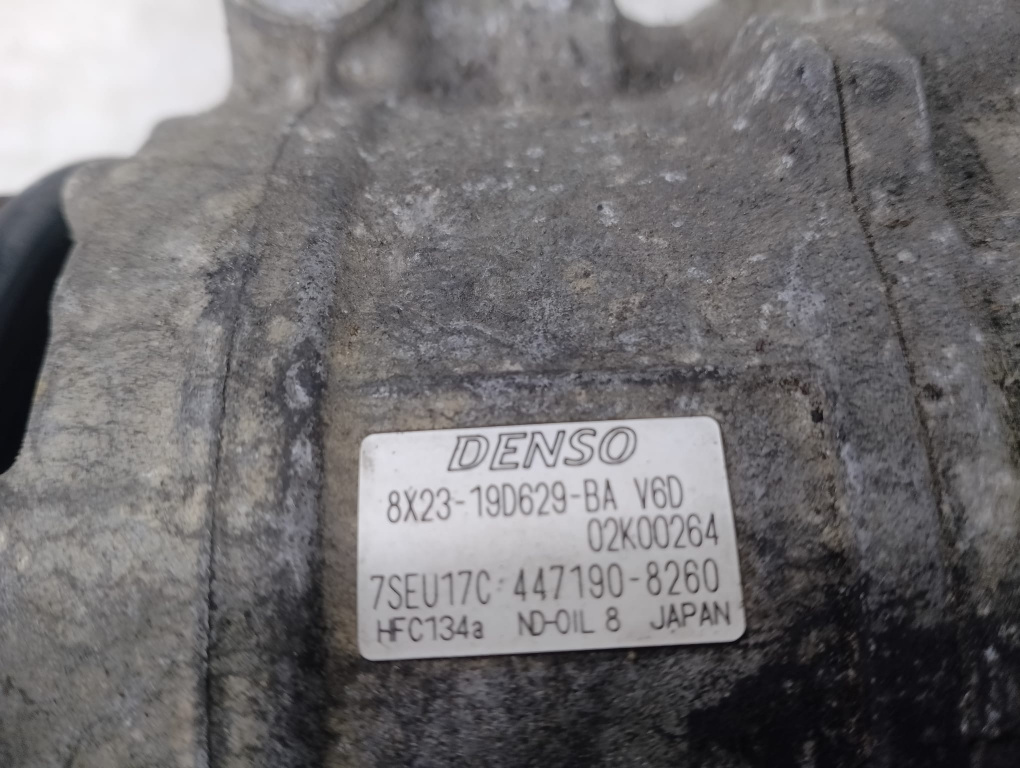 DENSO
8X23-19D629-BA V6D
02K00264
7SEU17C 447190-8260
HFC134a ND-OIL 8 JAPAN